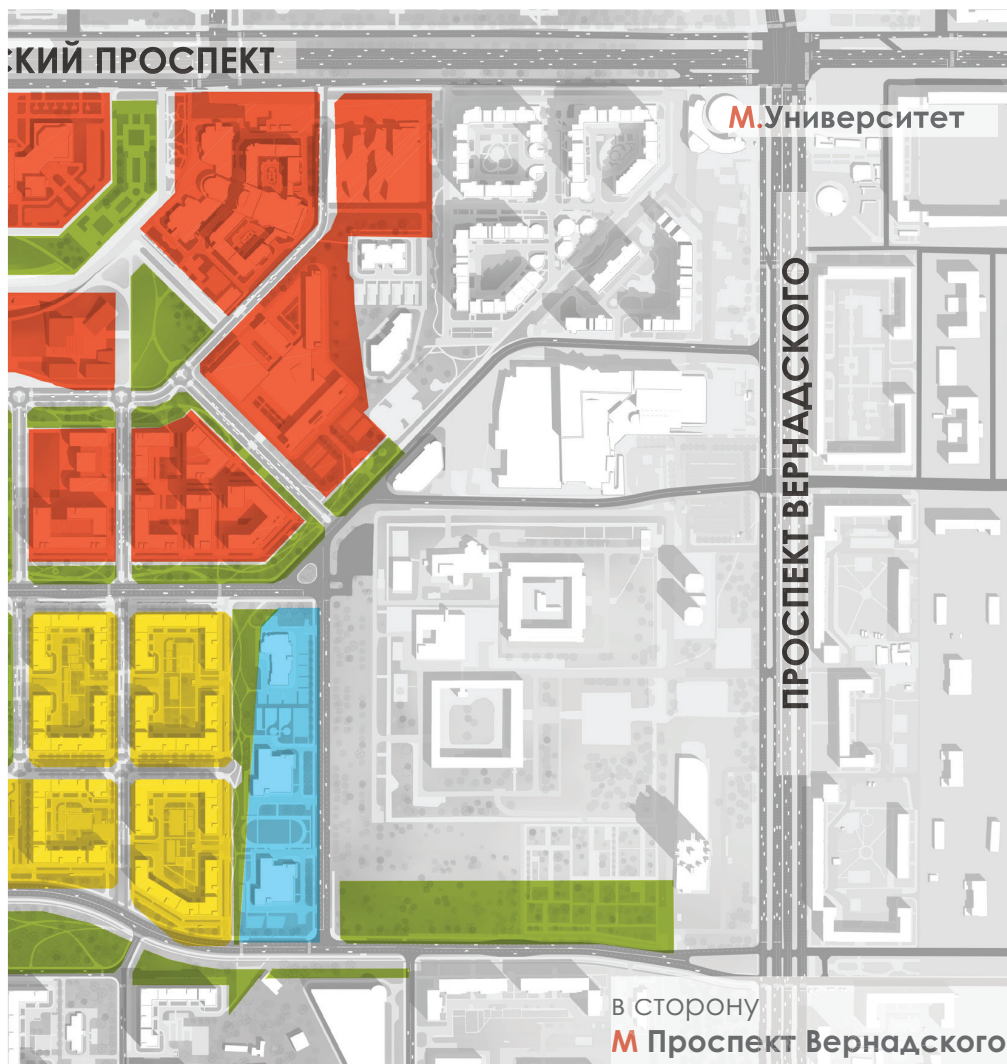 СКИЙ ПРОСПЕКТ
М.Университет
ПРОСПЕКТ ВЕРНАДСКОГО
в сторону
М Проспект Вернадского